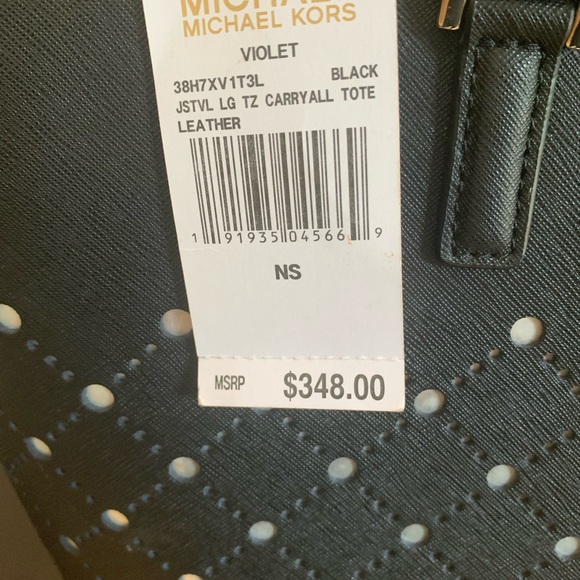 MICHAEL
MICHAEL KORS
VIOLET
38H7XV1T3L BLACK
JSTVL LG TZ CARRYALL TOTE
LEATHER
1 91935 04566 9
NS
MSRP $348.00